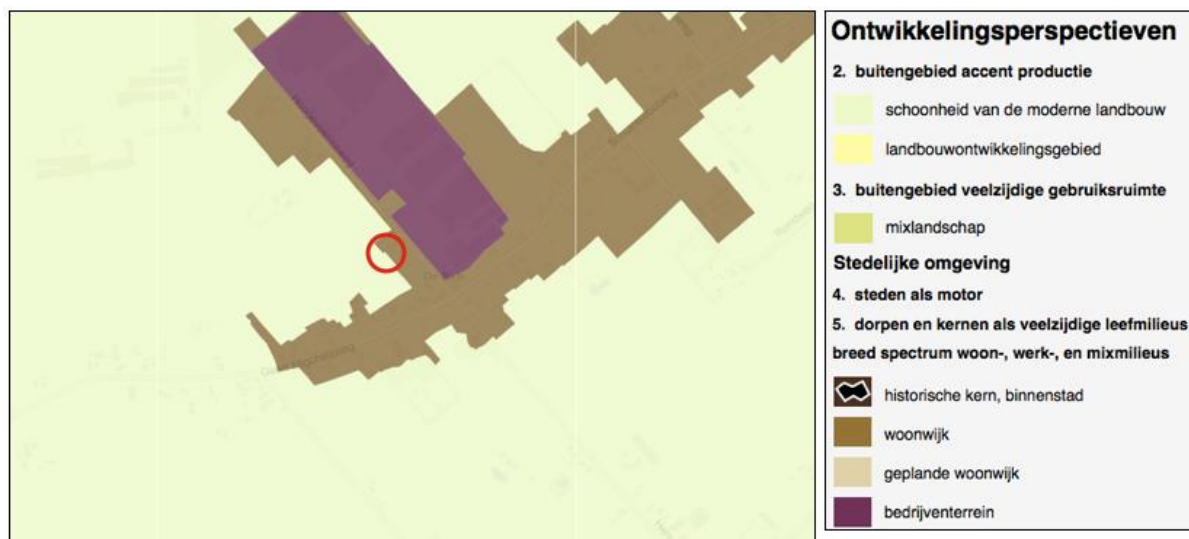 Ontwikkelingsperspectieven
2. buitengebied accent productie
schoonheid van de moderne landbouw
landbouwontwikkelingsgebied
3. buitengebied veelzijdige gebruiksruimte
mixlandschap
Stedelijke omgeving
4. steden als motor
5. dorpen en kernen als veelzijdige leefmilieus
breed spectrum woon-, werk-, en mixmilieus
historische kern, binnenstad
woonwijk
geplande woonwijk
bedrijventerrein